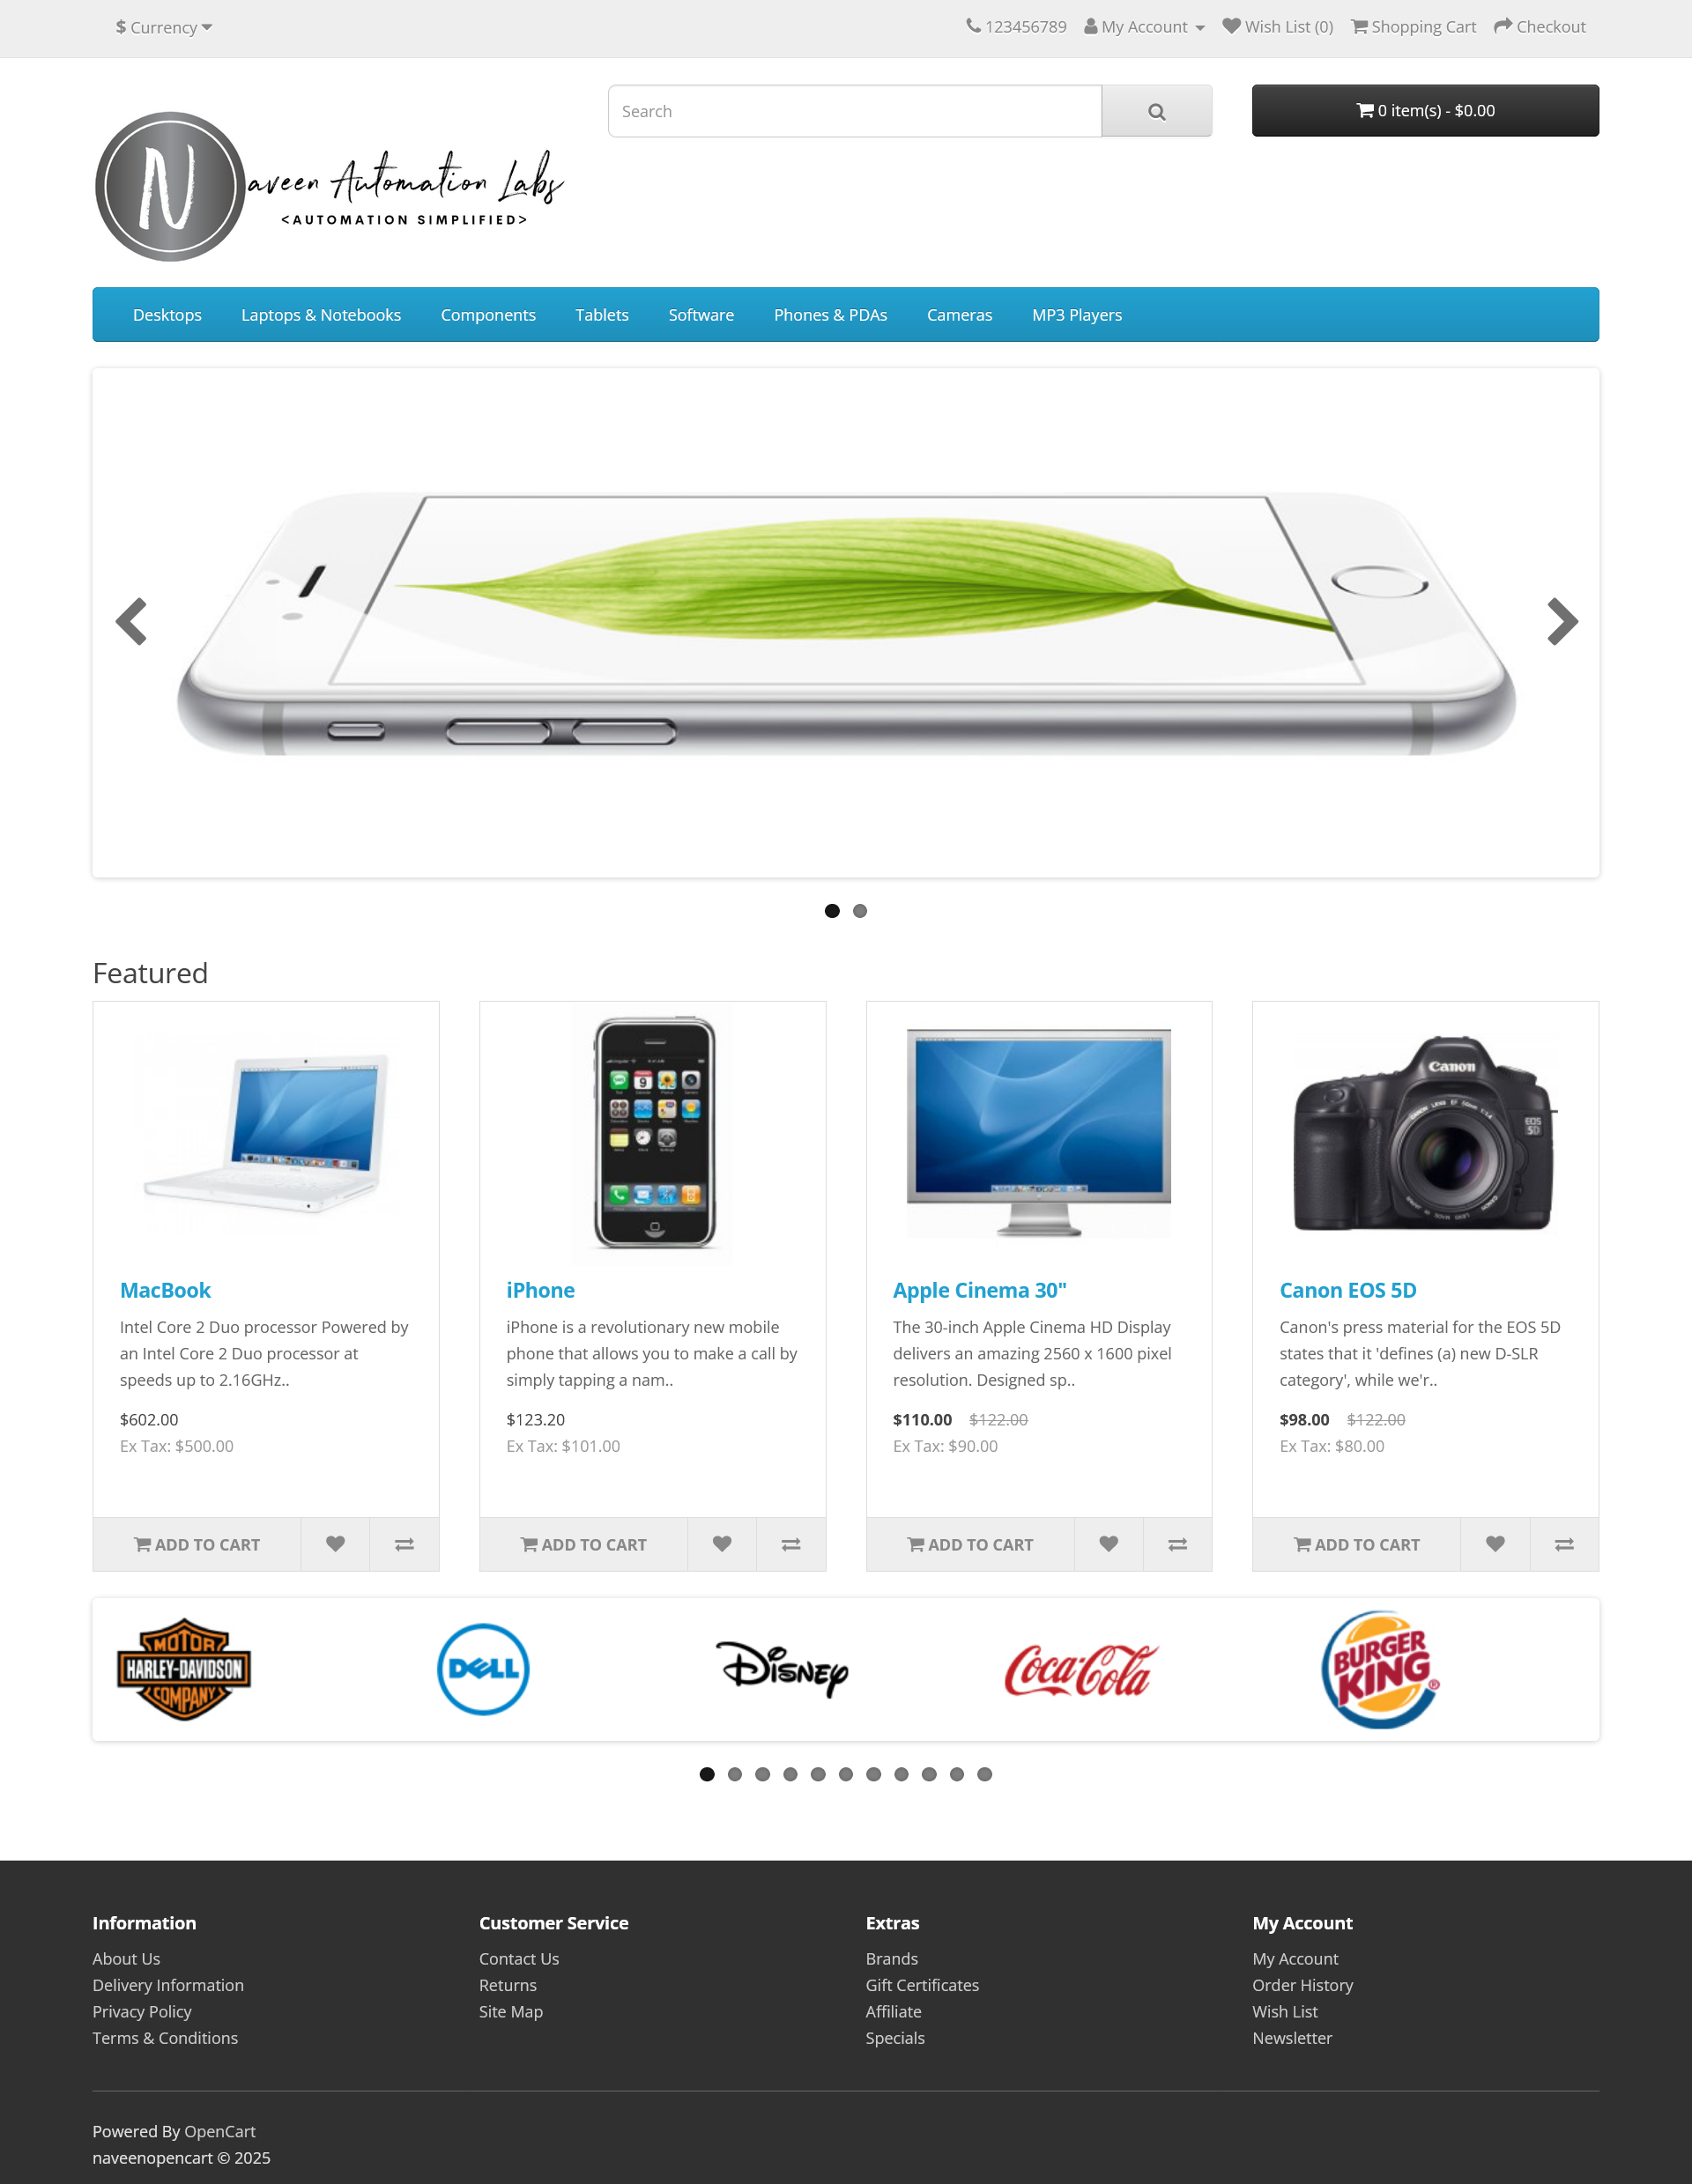 $ Currency
123456789 My Account Wish List (0) Shopping Cart Checkout
Search
0 item(s) - $0.00
N
aveen Automation Labs
<AUTOMATION SIMPLIFIED>
Desktops Laptops & Notebooks Components Tablets Software Phones & PDAs Cameras MP3 Players
Featured
Canon
EOS
5D
MacBook
Intel Core 2 Duo processor Powered by
an Intel Core 2 Duo processor at
speeds up to 2.16GHz..
$602.00
Ex Tax: $500.00
ADD TO CART
iPhone
iPhone is a revolutionary new mobile
phone that allows you to make a call by
simply tapping a nam..
$123.20
Ex Tax: $101.00
ADD TO CART
Apple Cinema 30"
The 30-inch Apple Cinema HD Display
delivers an amazing 2560 x 1600 pixel
resolution. Designed sp..
$110.00 $122.00
Ex Tax: $90.00
ADD TO CART
Canon EOS 5D
Canon's press material for the EOS 5D
states that it 'defines (a) new D-SLR
category', while we'r..
$98.00 $122.00
Ex Tax: $80.00
ADD TO CART
MOTOR
HARLEY-DAVIDSON
COMPANY
DELL
Disney
Coca-Cola
BURGER
KING®
Information
About Us
Delivery Information
Privacy Policy
Terms & Conditions
Customer Service
Contact Us
Returns
Site Map
Extras
Brands
Gift Certificates
Affiliate
Specials
My Account
My Account
Order History
Wish List
Newsletter
Powered By OpenCart
naveenopencart © 2025